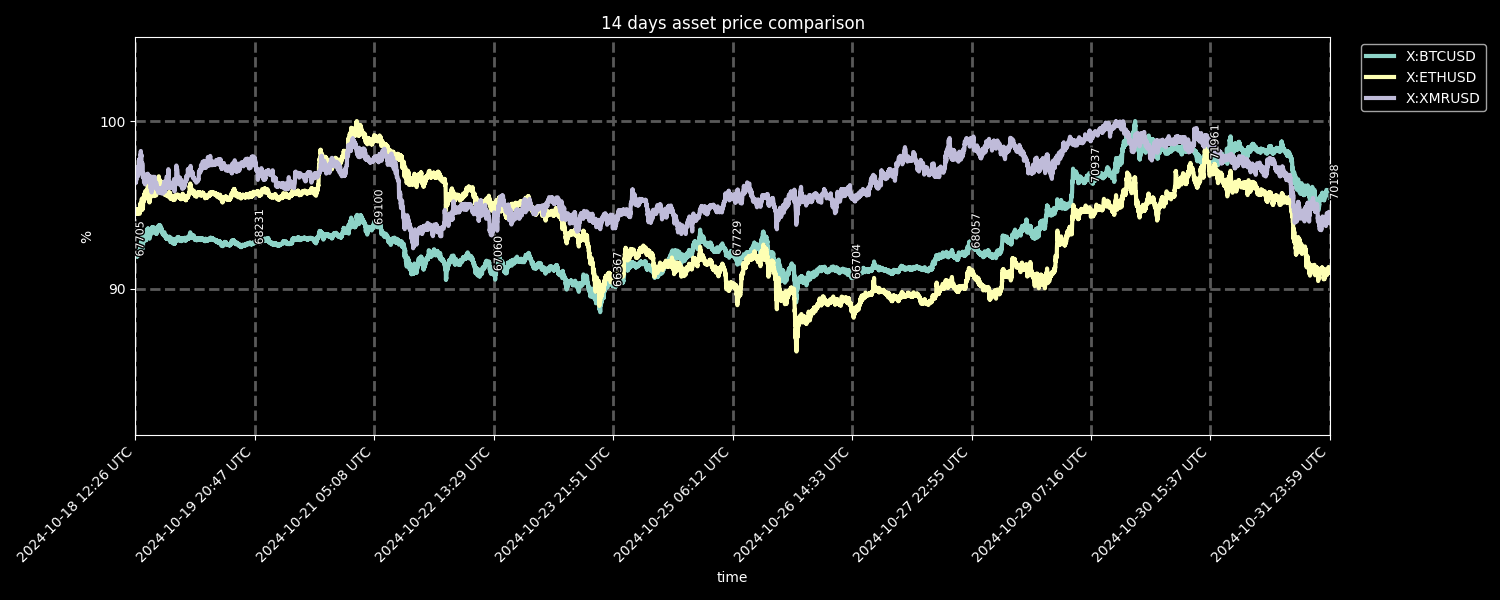 14 days asset price comparison
X:BTCUSD
X:ETHUSD
X:XMRUSD
100
90
%
67705
68231
69100
67060
66367
67729
66704
68057
70937
71961
70198
2024-10-18 12:26 UTC
2024-10-19 20:47 UTC
2024-10-21 05:08 UTC
2024-10-22 13:29 UTC
2024-10-23 21:51 UTC
2024-10-25 06:12 UTC
2024-10-26 14:33 UTC
2024-10-27 22:55 UTC
2024-10-29 07:16 UTC
2024-10-30 15:37 UTC
2024-10-31 23:59 UTC
time